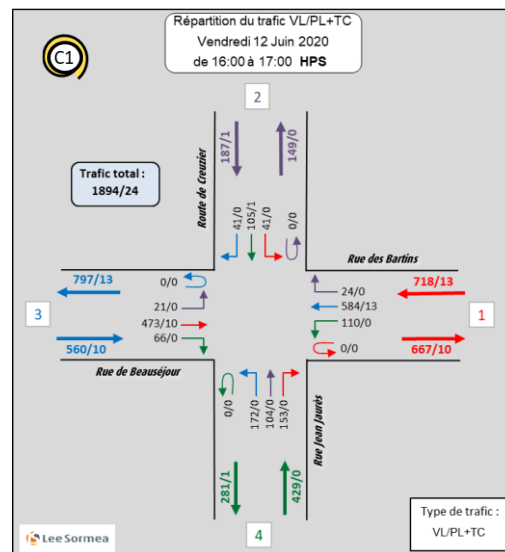 C1
Répartition du trafic VL/PL+TC
Vendredi 12 Juin 2020
de 16:00 à 17:00 HPS
2
Trafic total :
1894/24
Route de Creuzier
187/1
149/0
41/0
105/1
41/0
0/0
Rue des Bartins
797/13
0/0
718/13
24/0
3
21/0
584/13
1
473/10
110/0
560/10
66/0
0/0
667/10
Rue de Beauséjour
0/0
172/0
104/0
153/0
Rue Jean Jaurès
281/1
429/0
Type de trafic :
VL/PL+TC
Lee Sormea
4